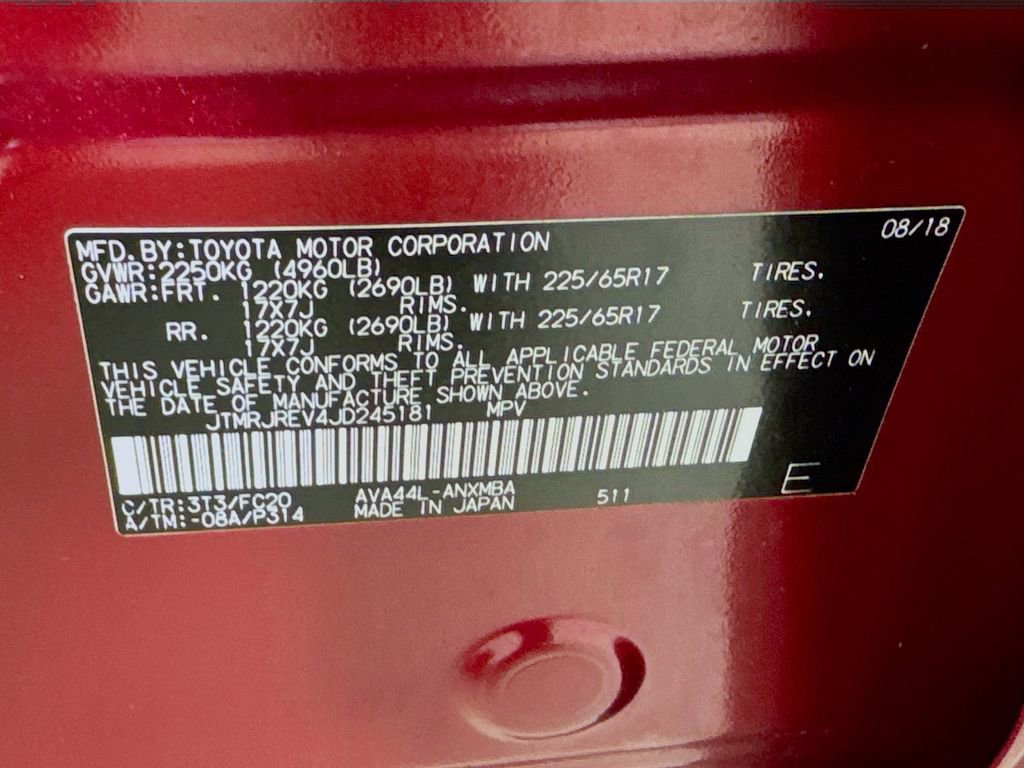 08/18
MFD. BY: TOYOTA MOTOR CORPORATION
GVWR: 2250KG (4960LB)
GAWR: FRT. 1220KG (2690LB) WITH 225/65R17 TIRES.
17X7J RIMS.
RR. 1220KG (2690LB) WITH 225/65R17 TIRES.
17X7J RIMS.
THIS VEHICLE CONFORMS TO ALL APPLICABLE FEDERAL MOTOR
VEHICLE SAFETY AND THEFT PREVENTION STANDARDS IN EFFECT ON
THE DATE OF MANUFACTURE SHOWN ABOVE.
JTMRJREV4JD245181 MPV
C/TR: 3T3/FC20 AVA44L-ANXMBA 511 E
A/TM: -08A/P314 MADE IN JAPAN